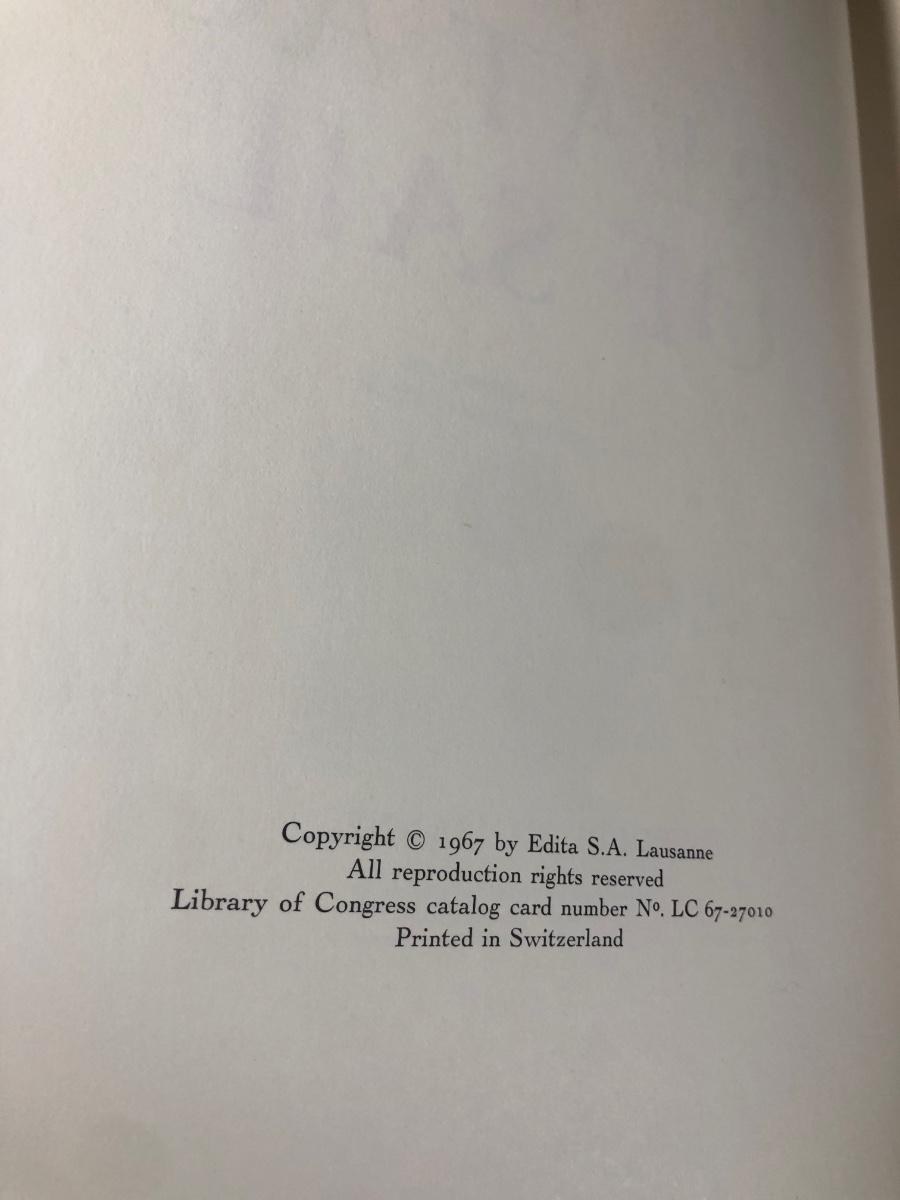 Copyright © 1967 by Edita S.A. Lausanne
All reproduction rights reserved
Library of Congress catalog card number Nº. LC 67-27010
Printed in Switzerland